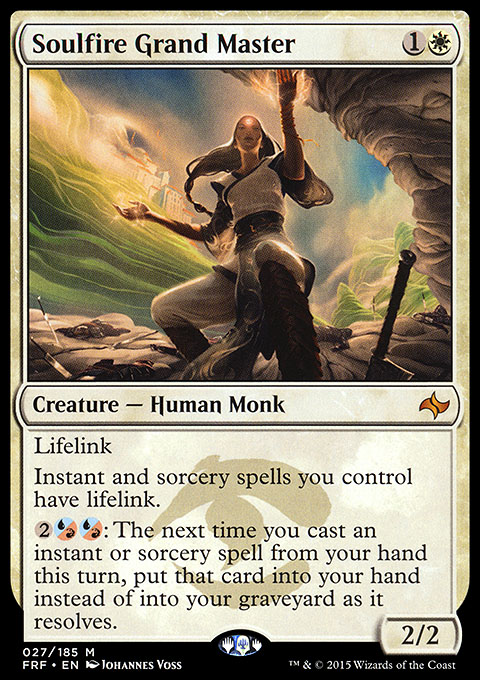 Soulfire Grand Master 1
Creature — Human Monk
Lifelink
Instant and sorcery spells you control
have lifelink.
2: The next time you cast an
instant or sorcery spell from your hand
this turn, put that card into your hand
instead of into your graveyard as it
resolves.
2/2
027/185 M
FRF • EN Johannes Voss
™ & © 2015 Wizards of the Coast